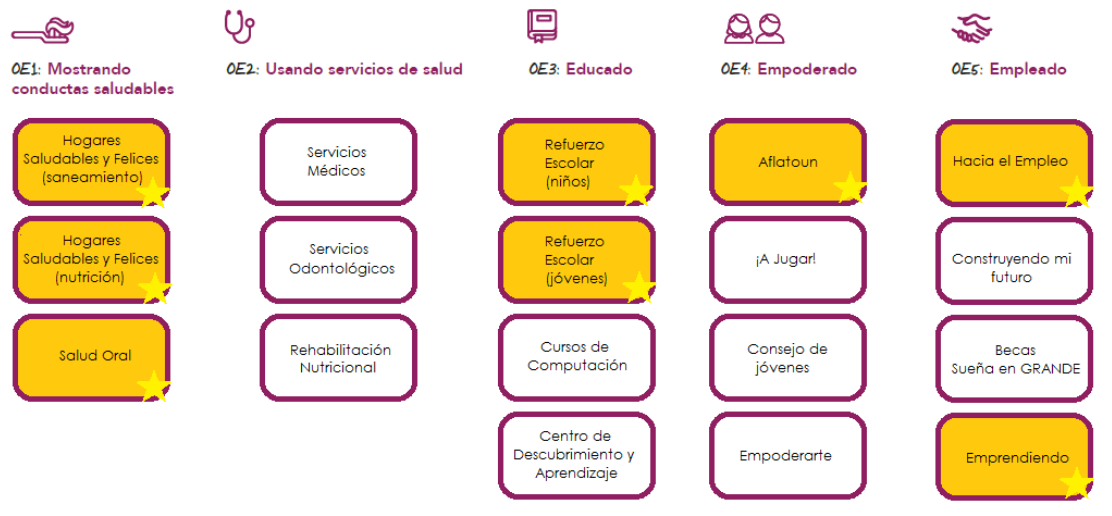 OE1: Mostrando
conductas saludables
Hogares
Saludables y Felices
(saneamiento)
Hogares
Saludables y Felices
(nutrición)
Salud Oral
OE2: Usando servicios de salud
Servicios
Médicos
Servicios
Odontológicos
Rehabilitación
Nutricional
OE3: Educado
Refuerzo
Escolar
(niños)
Refuerzo
Escolar
(jóvenes)
Cursos de
Computación
Centro de
Descubrimiento y
Aprendizaje
OE4: Empoderado
Aflatoun
¡A Jugar!
Consejo de
jóvenes
Empoderarte
OE5: Empleado
Hacia el Empleo
Construyendo mi
futuro
Becas
Sueña en GRANDE
Emprendiendo